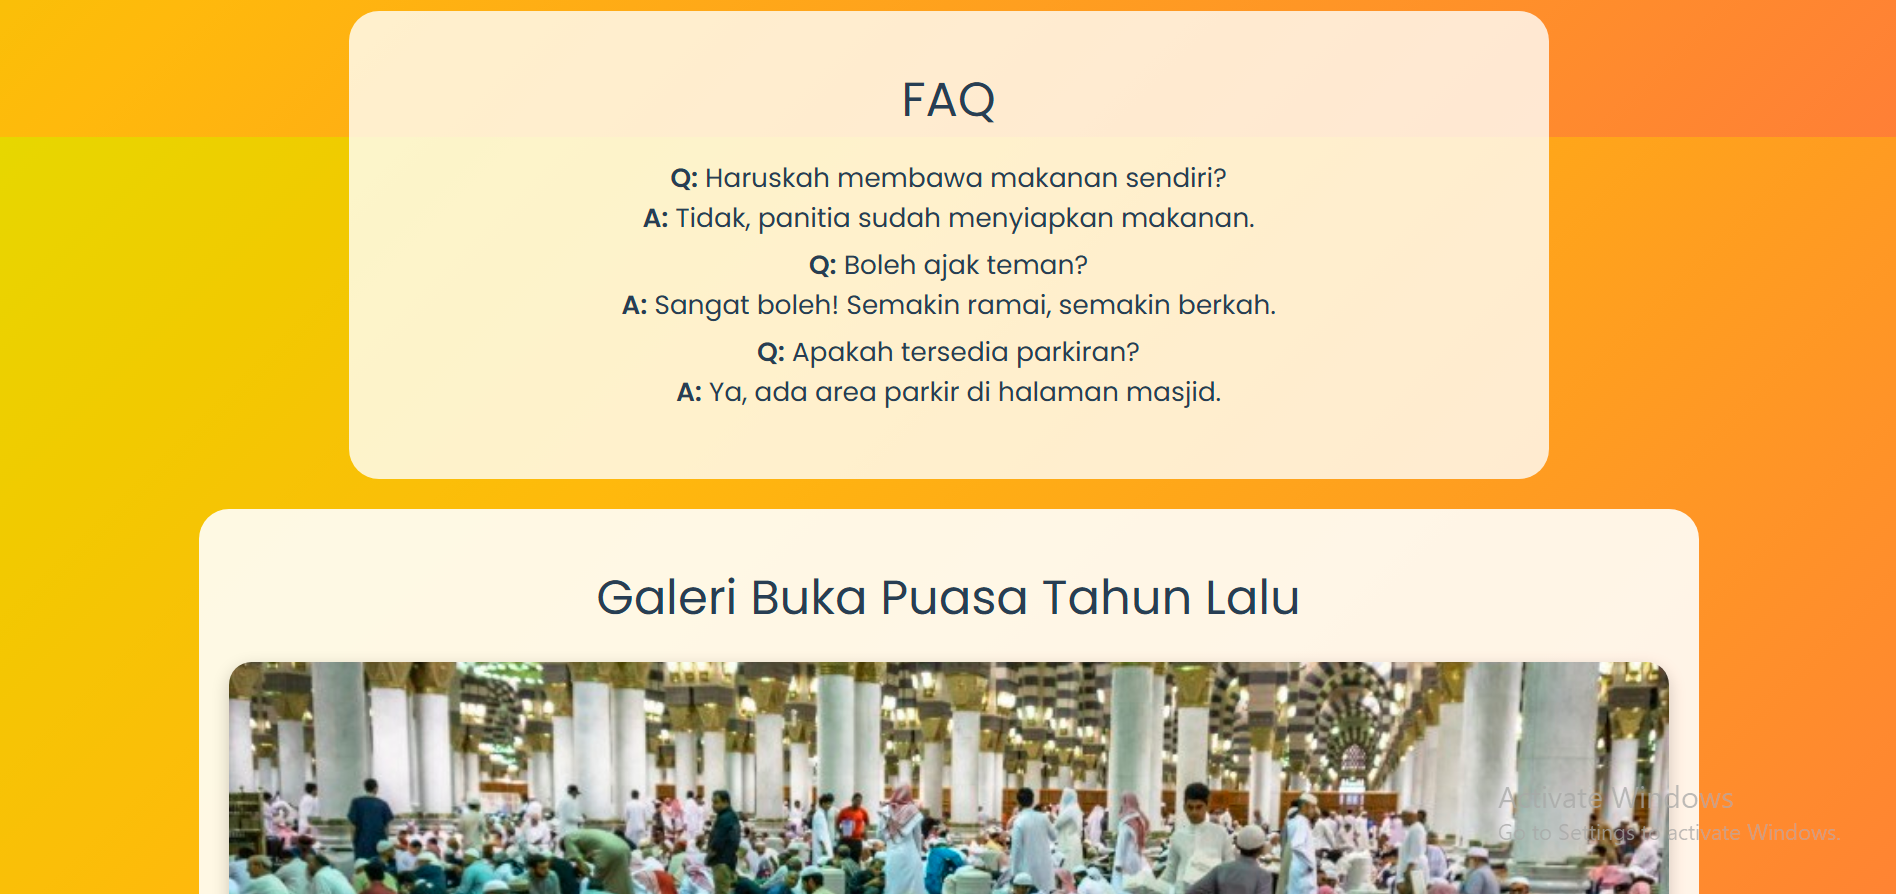 FAQ
Q: Haruskah membawa makanan sendiri?
A: Tidak, panitia sudah menyiapkan makanan.
Q: Boleh ajak teman?
A: Sangat boleh! Semakin ramai, semakin berkah.
Q: Apakah tersedia parkiran?
A: Ya, ada area parkir di halaman masjid.
Galeri Buka Puasa Tahun Lalu
Activate Windows
Go to Settings to activate Windows.